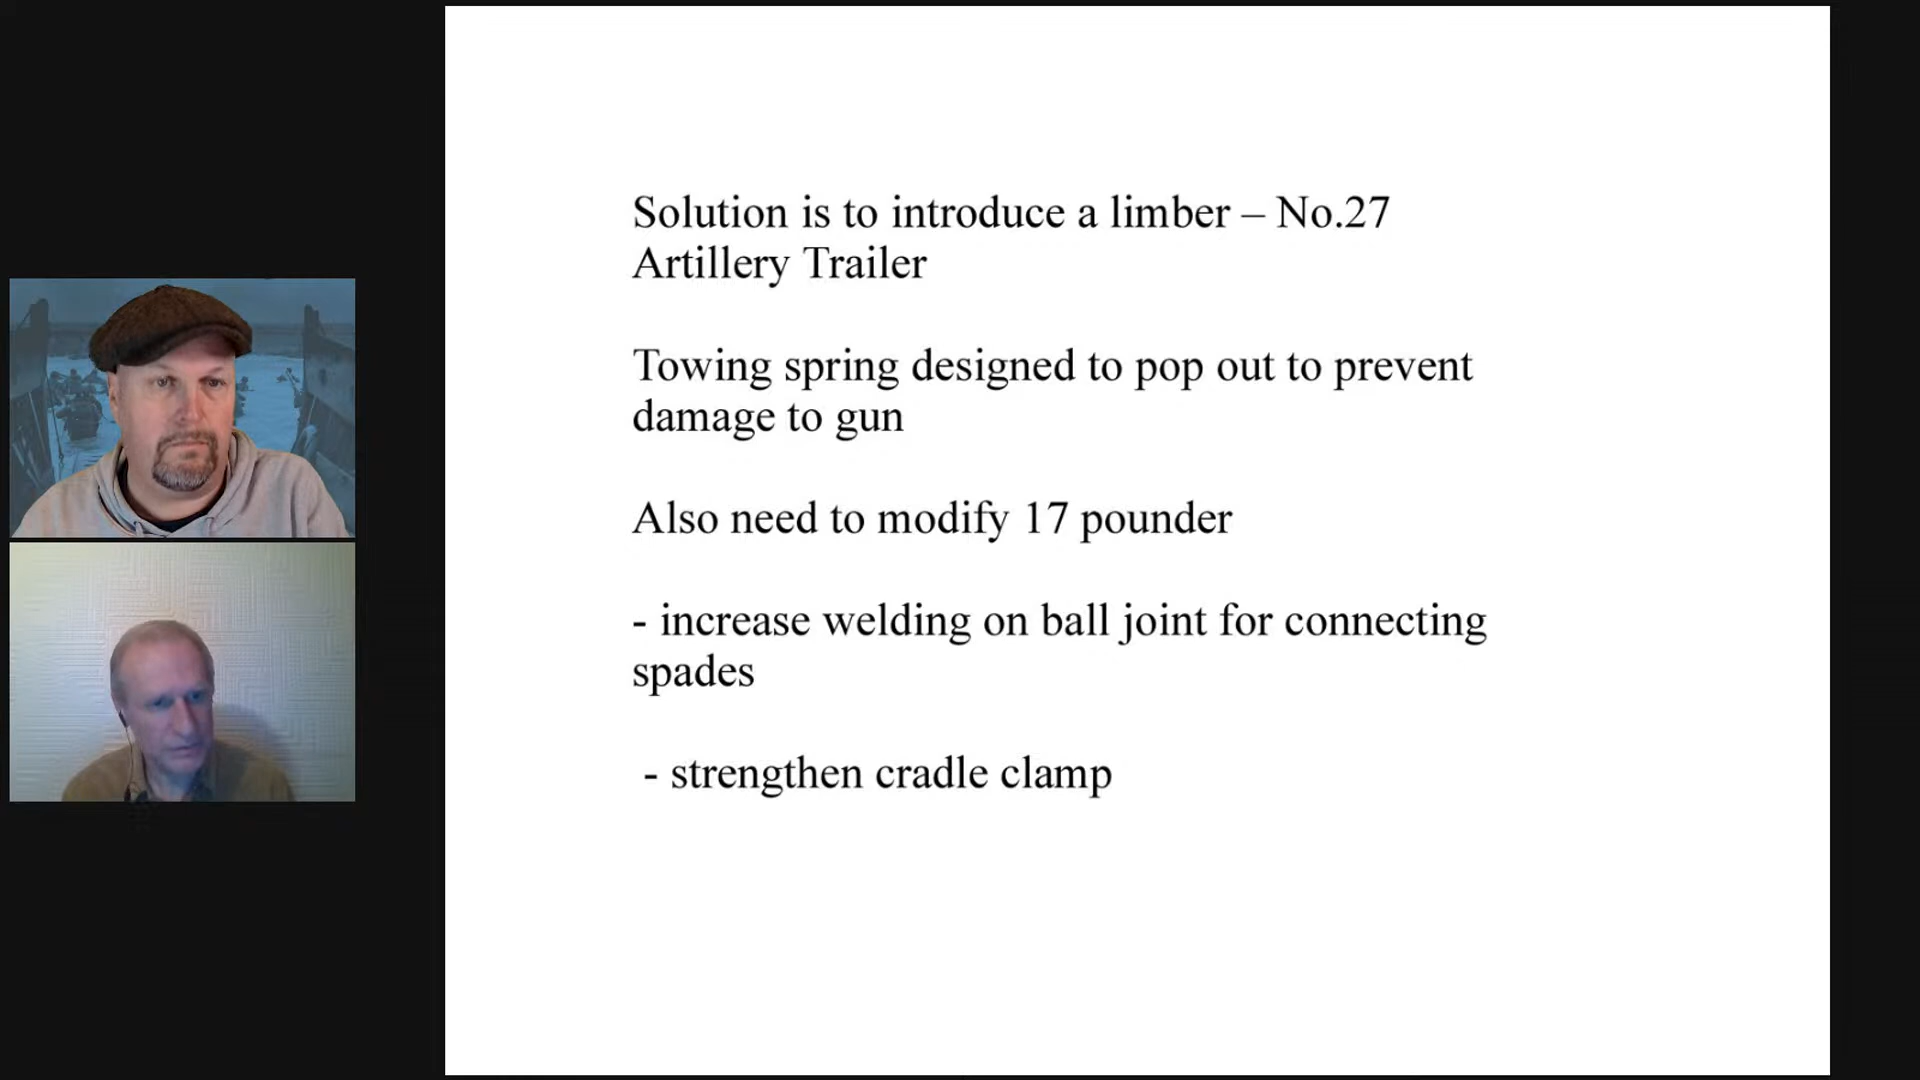 Solution is to introduce a limber – No.27
Artillery Trailer
Towing spring designed to pop out to prevent
damage to gun
Also need to modify 17 pounder
- increase welding on ball joint for connecting
spades
- strengthen cradle clamp